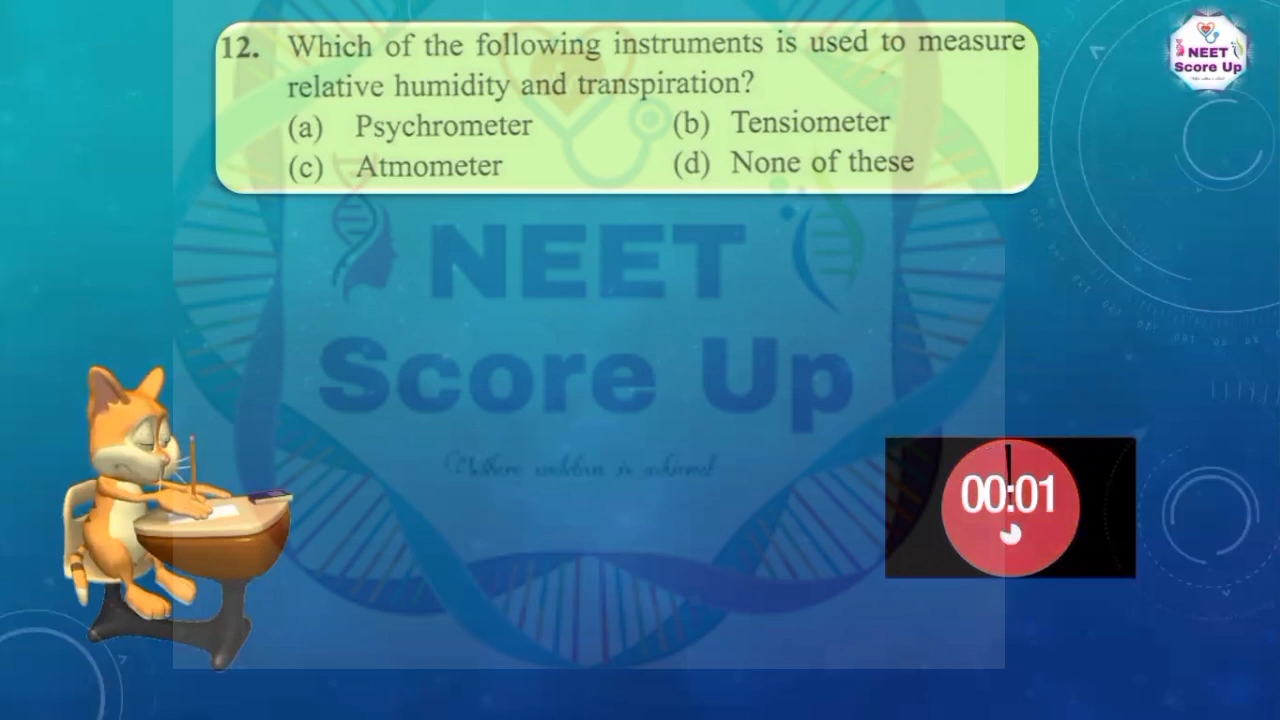 12. Which of the following instruments is used to measure
relative humidity and transpiration?
(a) Psychrometer (b) Tensiometer
(c) Atmometer (d) None of these
NEET
Score Up
NEET
Score Up
00:01